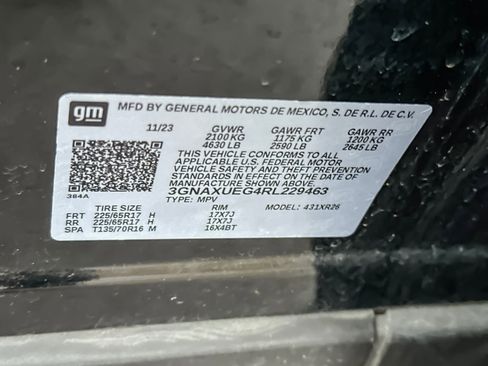 gm MFD BY GENERAL MOTORS DE MEXICO, S. DE R.L. DE C.V.
11/23 GVWR GAWR FRT GAWR RR
2100 KG 1175 KG 1200 KG
4630 LB 2590 LB 2645 LB
THIS VEHICLE CONFORMS TO ALL
APPLICABLE U.S. FEDERAL MOTOR
VEHICLE SAFETY AND THEFT PREVENTION
STANDARDS IN EFFECT ON THE DATE OF
MANUFACTURE SHOWN ABOVE.
384A 3GNAXUEG4RL229463
TYPE: MPV MODEL: 431XR26
TIRE SIZE RIM
FRT 225/65R17 H 17X7J
RR 225/65R17 H 17X7J
SPA T135/70R16 M 16X4BT